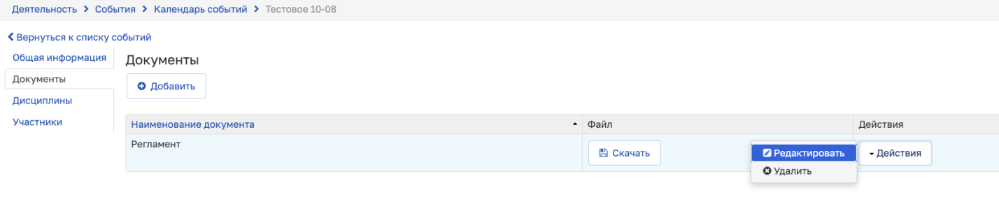 Деятельность > События > Календарь событий > Тестовое 10-08
Вернуться к списку событий
Общая информация
Документы
Дисциплины
Участники
Документы
Добавить
Наименование документа Файл Действия
Регламент Скачать Редактировать Действия
Удалить